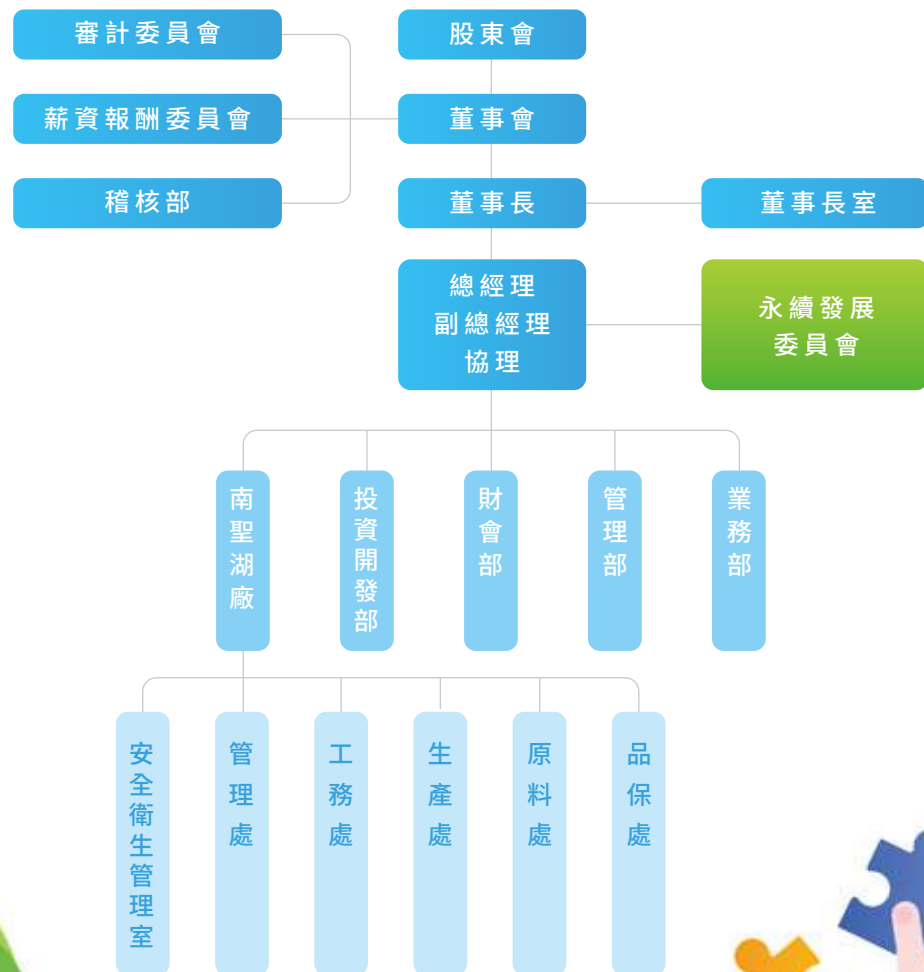 審計委員會
股東會
薪資報酬委員會
董事會
稽核部
董事長
董事長室
總經理
副總經理
協理
永續發展
委員會
南聖湖廠
投資開發部
財會部
管理部
業務部
安全衛生管理室
管理處
工務處
生產處
原料處
品保處